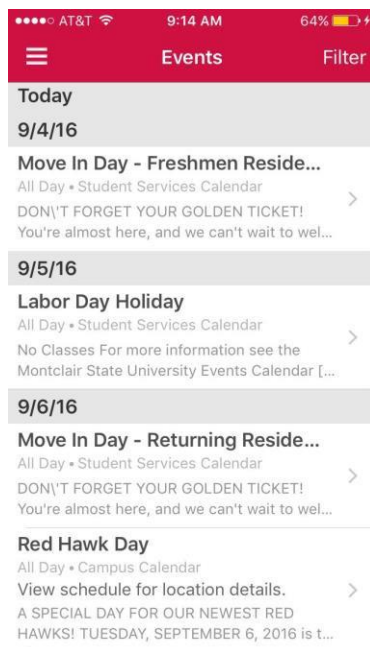 AT&T 9:14 AM 64%
Events Filter
Today
9/4/16
Move In Day - Freshmen Reside...
All Day • Student Services Calendar
DON\'T FORGET YOUR GOLDEN TICKET!
You're almost here, and we can't wait to wel...
9/5/16
Labor Day Holiday
All Day • Student Services Calendar
No Classes For more information see the
Montclair State University Events Calendar [...
9/6/16
Move In Day - Returning Reside...
All Day • Student Services Calendar
DON\'T FORGET YOUR GOLDEN TICKET!
You're almost here, and we can't wait to wel...
Red Hawk Day
All Day • Campus Calendar
View schedule for location details.
A SPECIAL DAY FOR OUR NEWEST RED
HAWKS! TUESDAY, SEPTEMBER 6, 2016 is t...